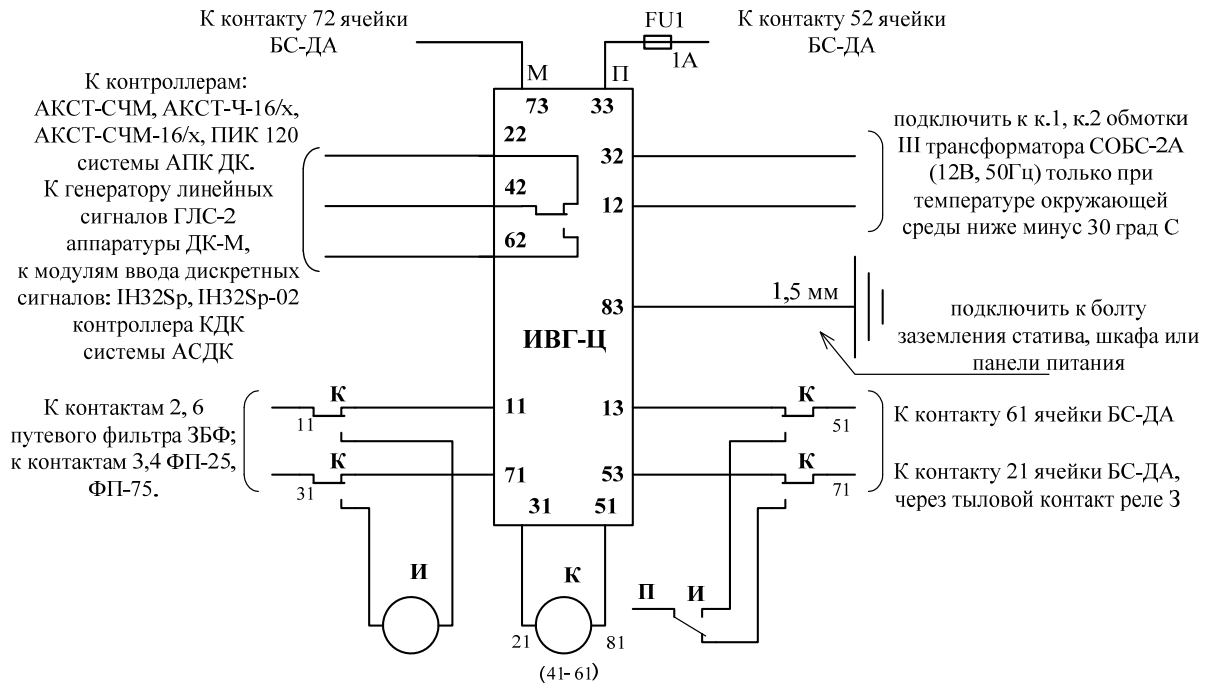 К контакту 72 ячейки
БС-ДА
FU1
1А
К контакту 52 ячейки
БС-ДА
М
П
73
33
К контроллерам:
АКСТ-СЧМ, АКСТ-Ч-16/х,
АКСТ-СЧМ-16/х, ПИК 120
системы АПК ДК.
К генератору линейных
сигналов ГЛС-2
аппаратуры ДК-М,
к модулям ввода дискретных
сигналов: IH32Sp, IH32Sp-02
контроллера КДК
системы АСДК
22
42
62
32
12
83
подключить к к.1, к.2 обмотки
III трансформатора СОБС-2А
(12В, 50Гц) только при
температуре окружающей
среды ниже минус 30 град С
1,5 мм
подключить к болту
заземления статива, шкафа или
панели питания
ИВГ-Ц
К контактам 2, 6
путевого фильтра ЗБФ;
к контактам 3,4 ФП-25,
ФП-75.
К
11
К
31
11
71
31
13
53
51
К
51
К
71
К контакту 61 ячейки БС-ДА
К контакту 21 ячейки БС-ДА,
через тыловой контакт реле З
И
К
21
81
(41-61)
П
И